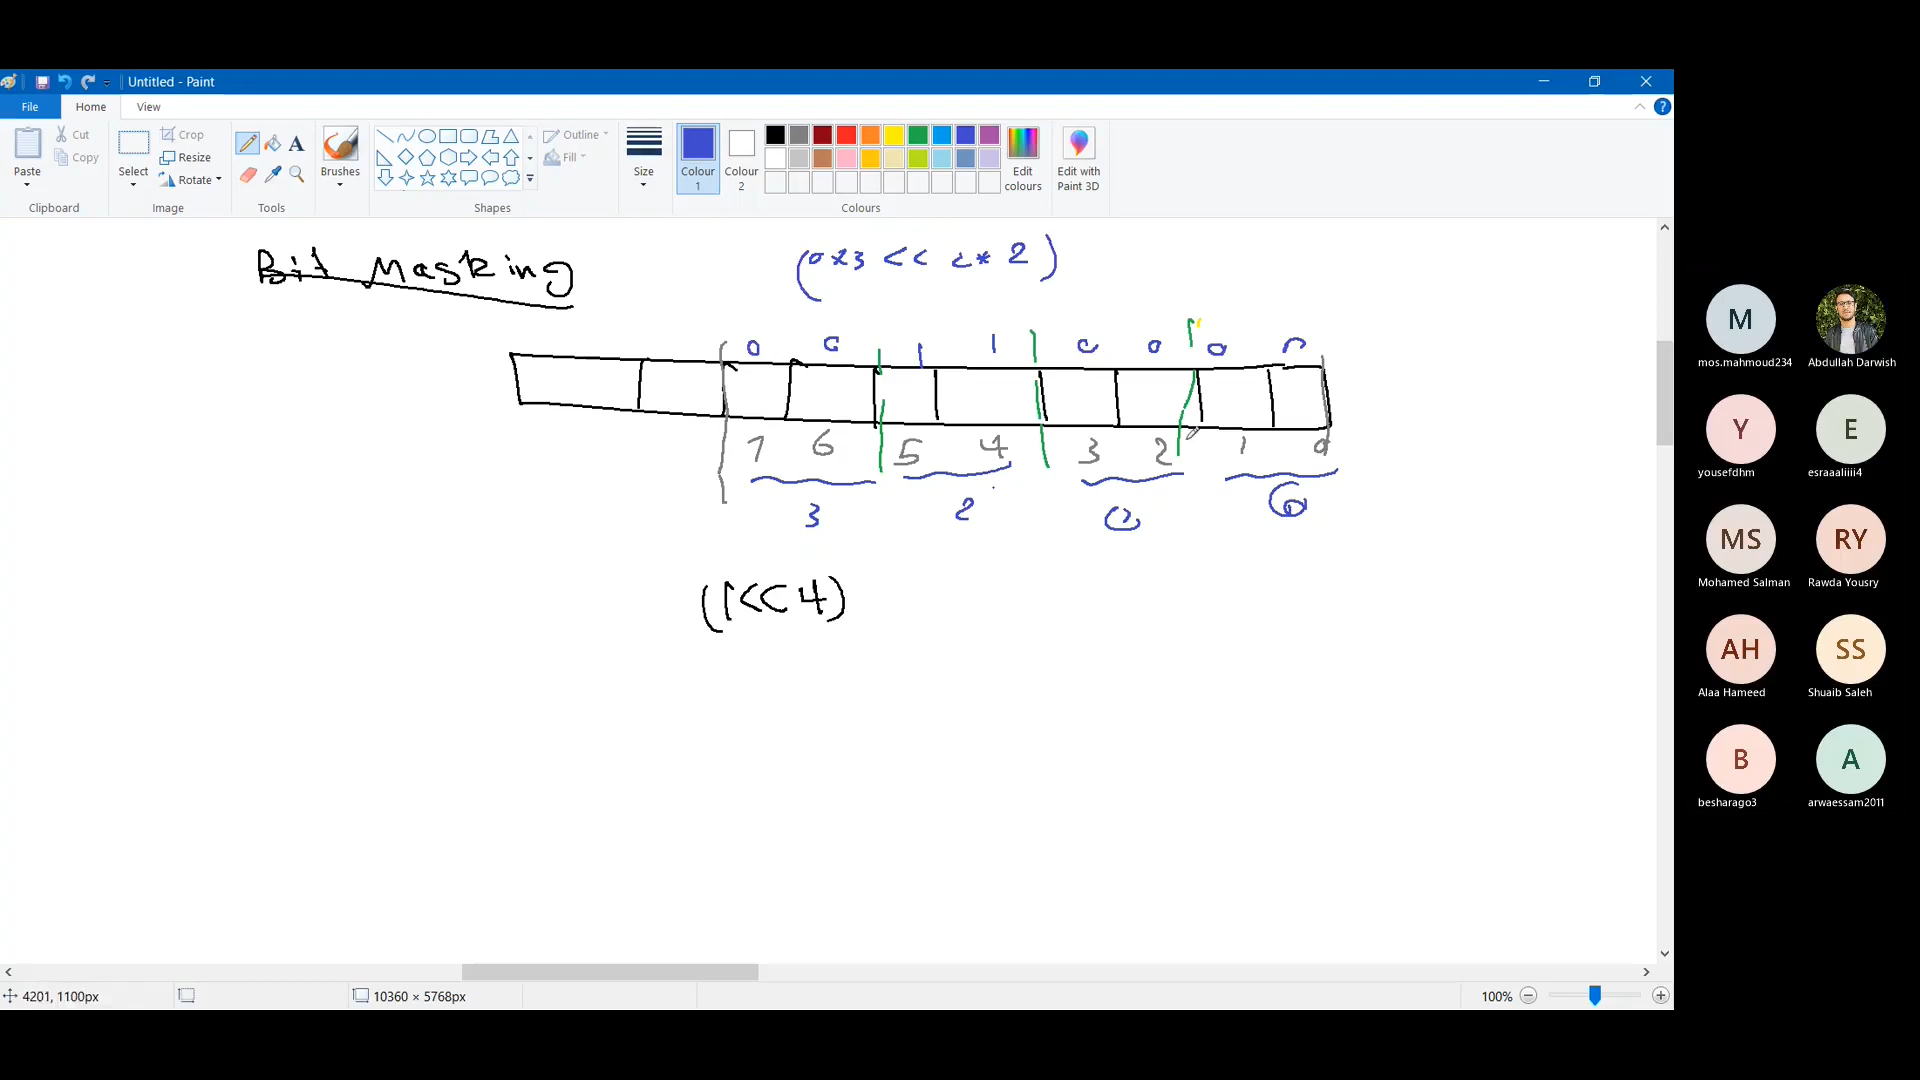 Untitled - Paint
File Home View
Paste Cut Copy Clipboard
Select Crop Resize Rotate Image
Tools
Brushes
Outline Fill Shapes
Size
Colour 1 Colour 2 Edit colours Edit with Paint 3D Colours
Bit Masking
(0x3 << 2* 2)
0 0 1 1 0 0 0 0
7 6 5 4 3 2 1 0
3 2
(1<<4)
4201, 1100px
10360 × 5768px
100%
M
mos.mahmoud234
Abdullah Darwish
Y
yousefdhm
E
esraaaliiii4
MS
Mohamed Salman
RY
Rawda Yousry
AH
Alaa Hameed
SS
Shuaib Saleh
B
besharago3
A
arwaessam2011